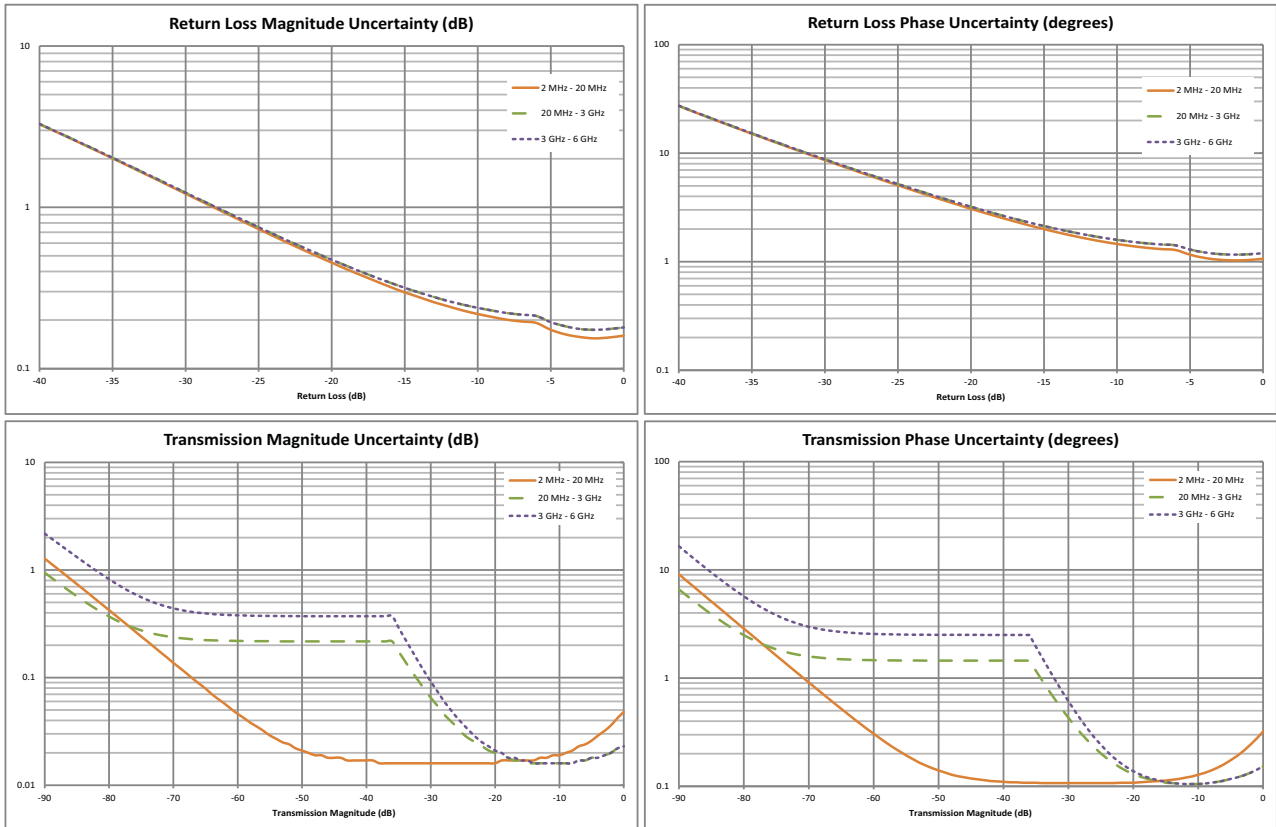 Return Loss Magnitude Uncertainty (dB)
10
1
0.1
2 MHz - 20 MHz
20 MHz - 3 GHz
3 GHz - 6 GHz
-40 -35 -30 -25 -20 -15 -10 -5 0
Return Loss (dB)
Return Loss Phase Uncertainty (degrees)
100
10
1
0.1
2 MHz - 20 MHz
20 MHz - 3 GHz
3 GHz - 6 GHz
-40 -35 -30 -25 -20 -15 -10 -5 0
Return Loss (dB)
Transmission Magnitude Uncertainty (dB)
10
1
0.1
0.01
2 MHz - 20 MHz
20 MHz - 3 GHz
3 GHz - 6 GHz
-90 -80 -70 -60 -50 -40 -30 -20 -10 0
Transmission Magnitude (dB)
Transmission Phase Uncertainty (degrees)
100
10
1
0.1
2 MHz - 20 MHz
20 MHz - 3 GHz
3 GHz - 6 GHz
-90 -80 -70 -60 -50 -40 -30 -20 -10 0
Transmission Magnitude (dB)